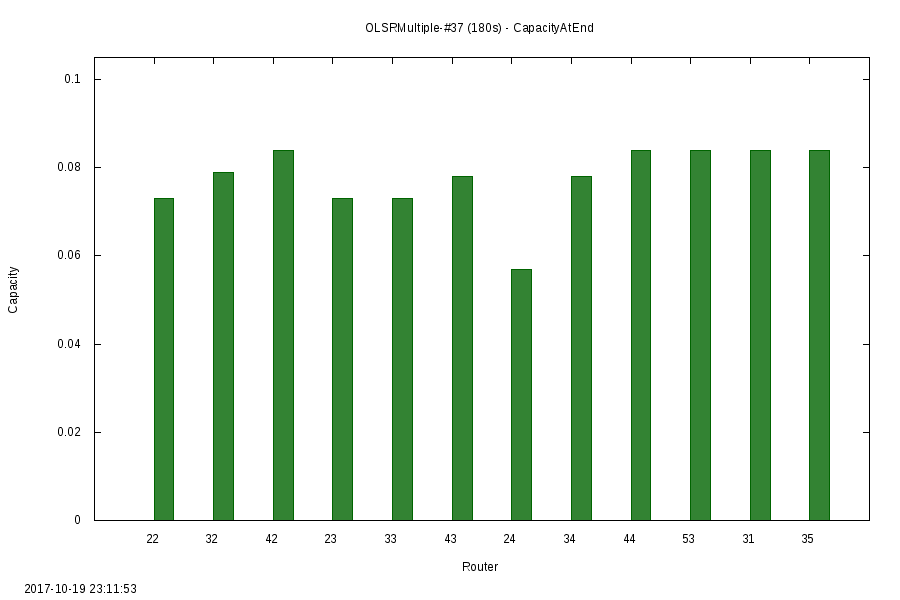 OLSRMultiple-#37 (180s) - CapacityAtEnd
0.1
0.08
0.06
0.04
0.02
0
Capacity
22 32 42 23 33 43 24 34 44 53 31 35
Router
2017-10-19 23:11:53